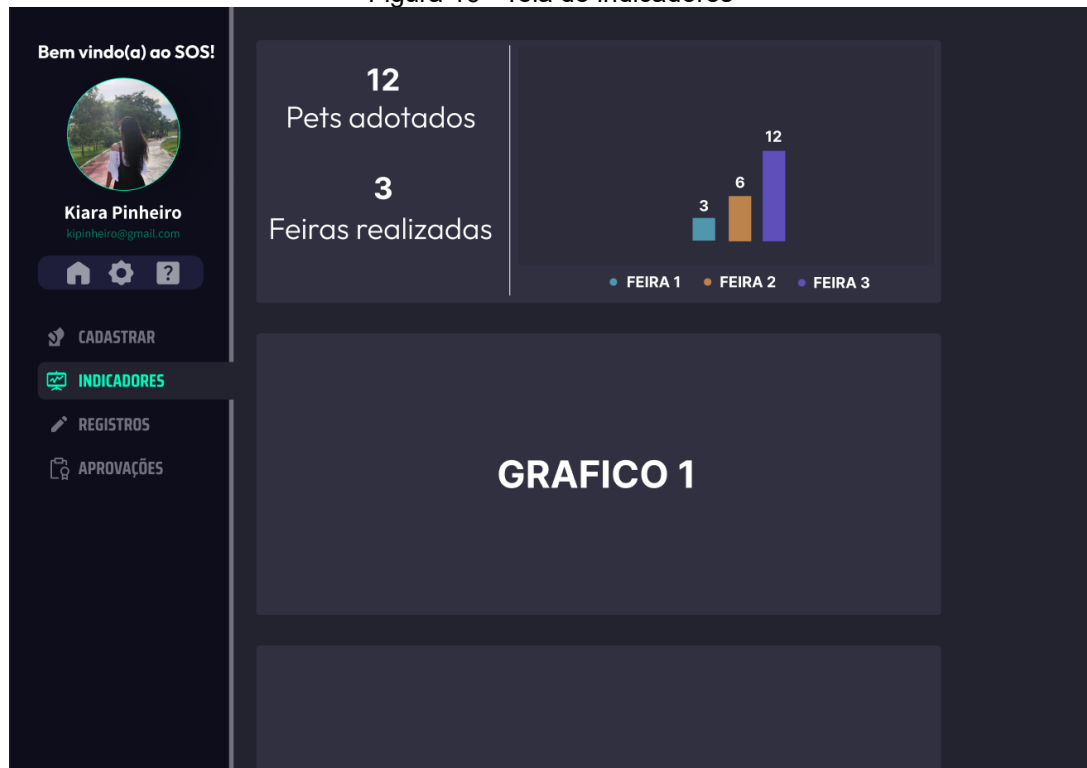 Bem vindo(a) ao SOS!
Kiara Pinheiro
kipinheiro@gmail.com
CADASTRAR
INDICADORES
REGISTROS
APROVAÇÕES
12
Pets adotados
3
Feiras realizadas
3
6
12
FEIRA 1
FEIRA 2
FEIRA 3
GRAFICO 1